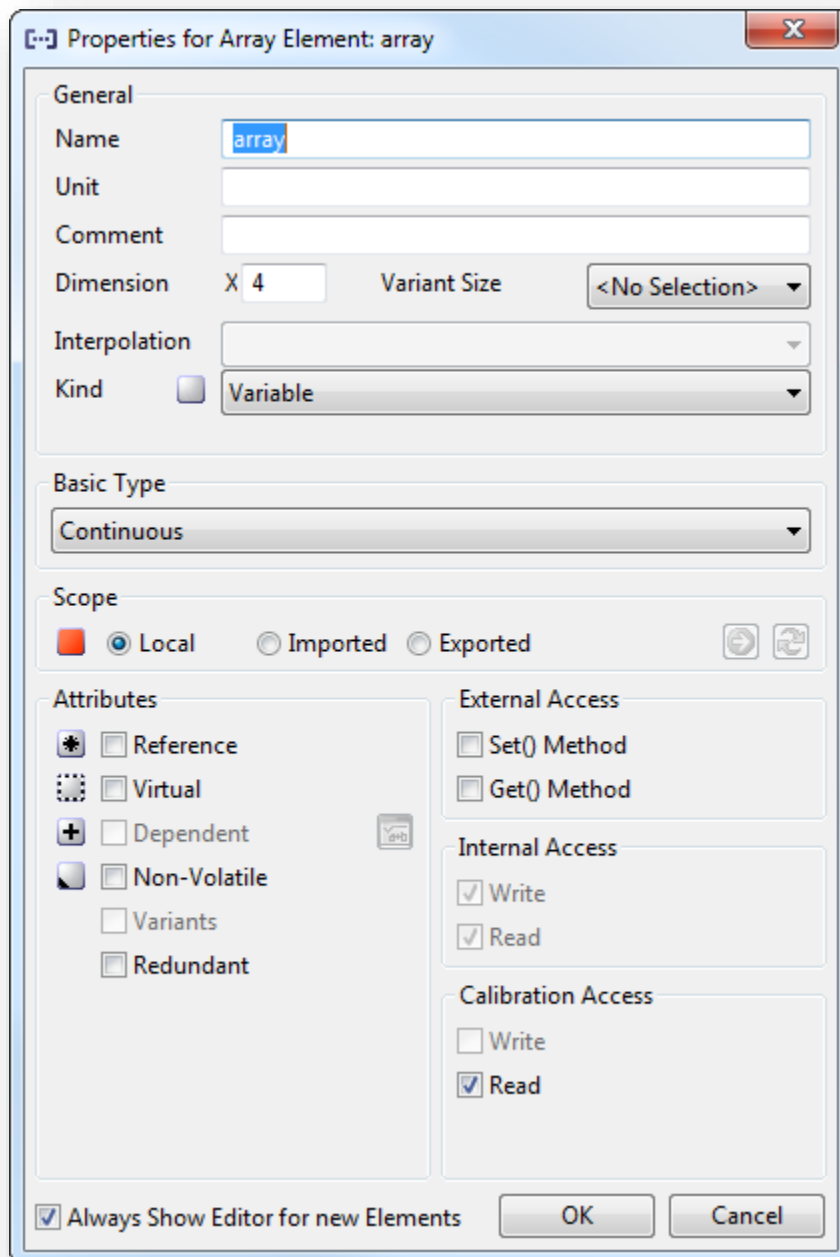 Properties for Array Element: array
General
Name array
Unit
Comment
Dimension X 4 Variant Size <No Selection>
Interpolation
Kind Variable
Basic Type
Continuous
Scope
Local Imported Exported
Attributes
Reference
Virtual
Dependent
Non-Volatile
Variants
Redundant
External Access
Set() Method
Get() Method
Internal Access
Write
Read
Calibration Access
Write
Read
Always Show Editor for new Elements OK Cancel